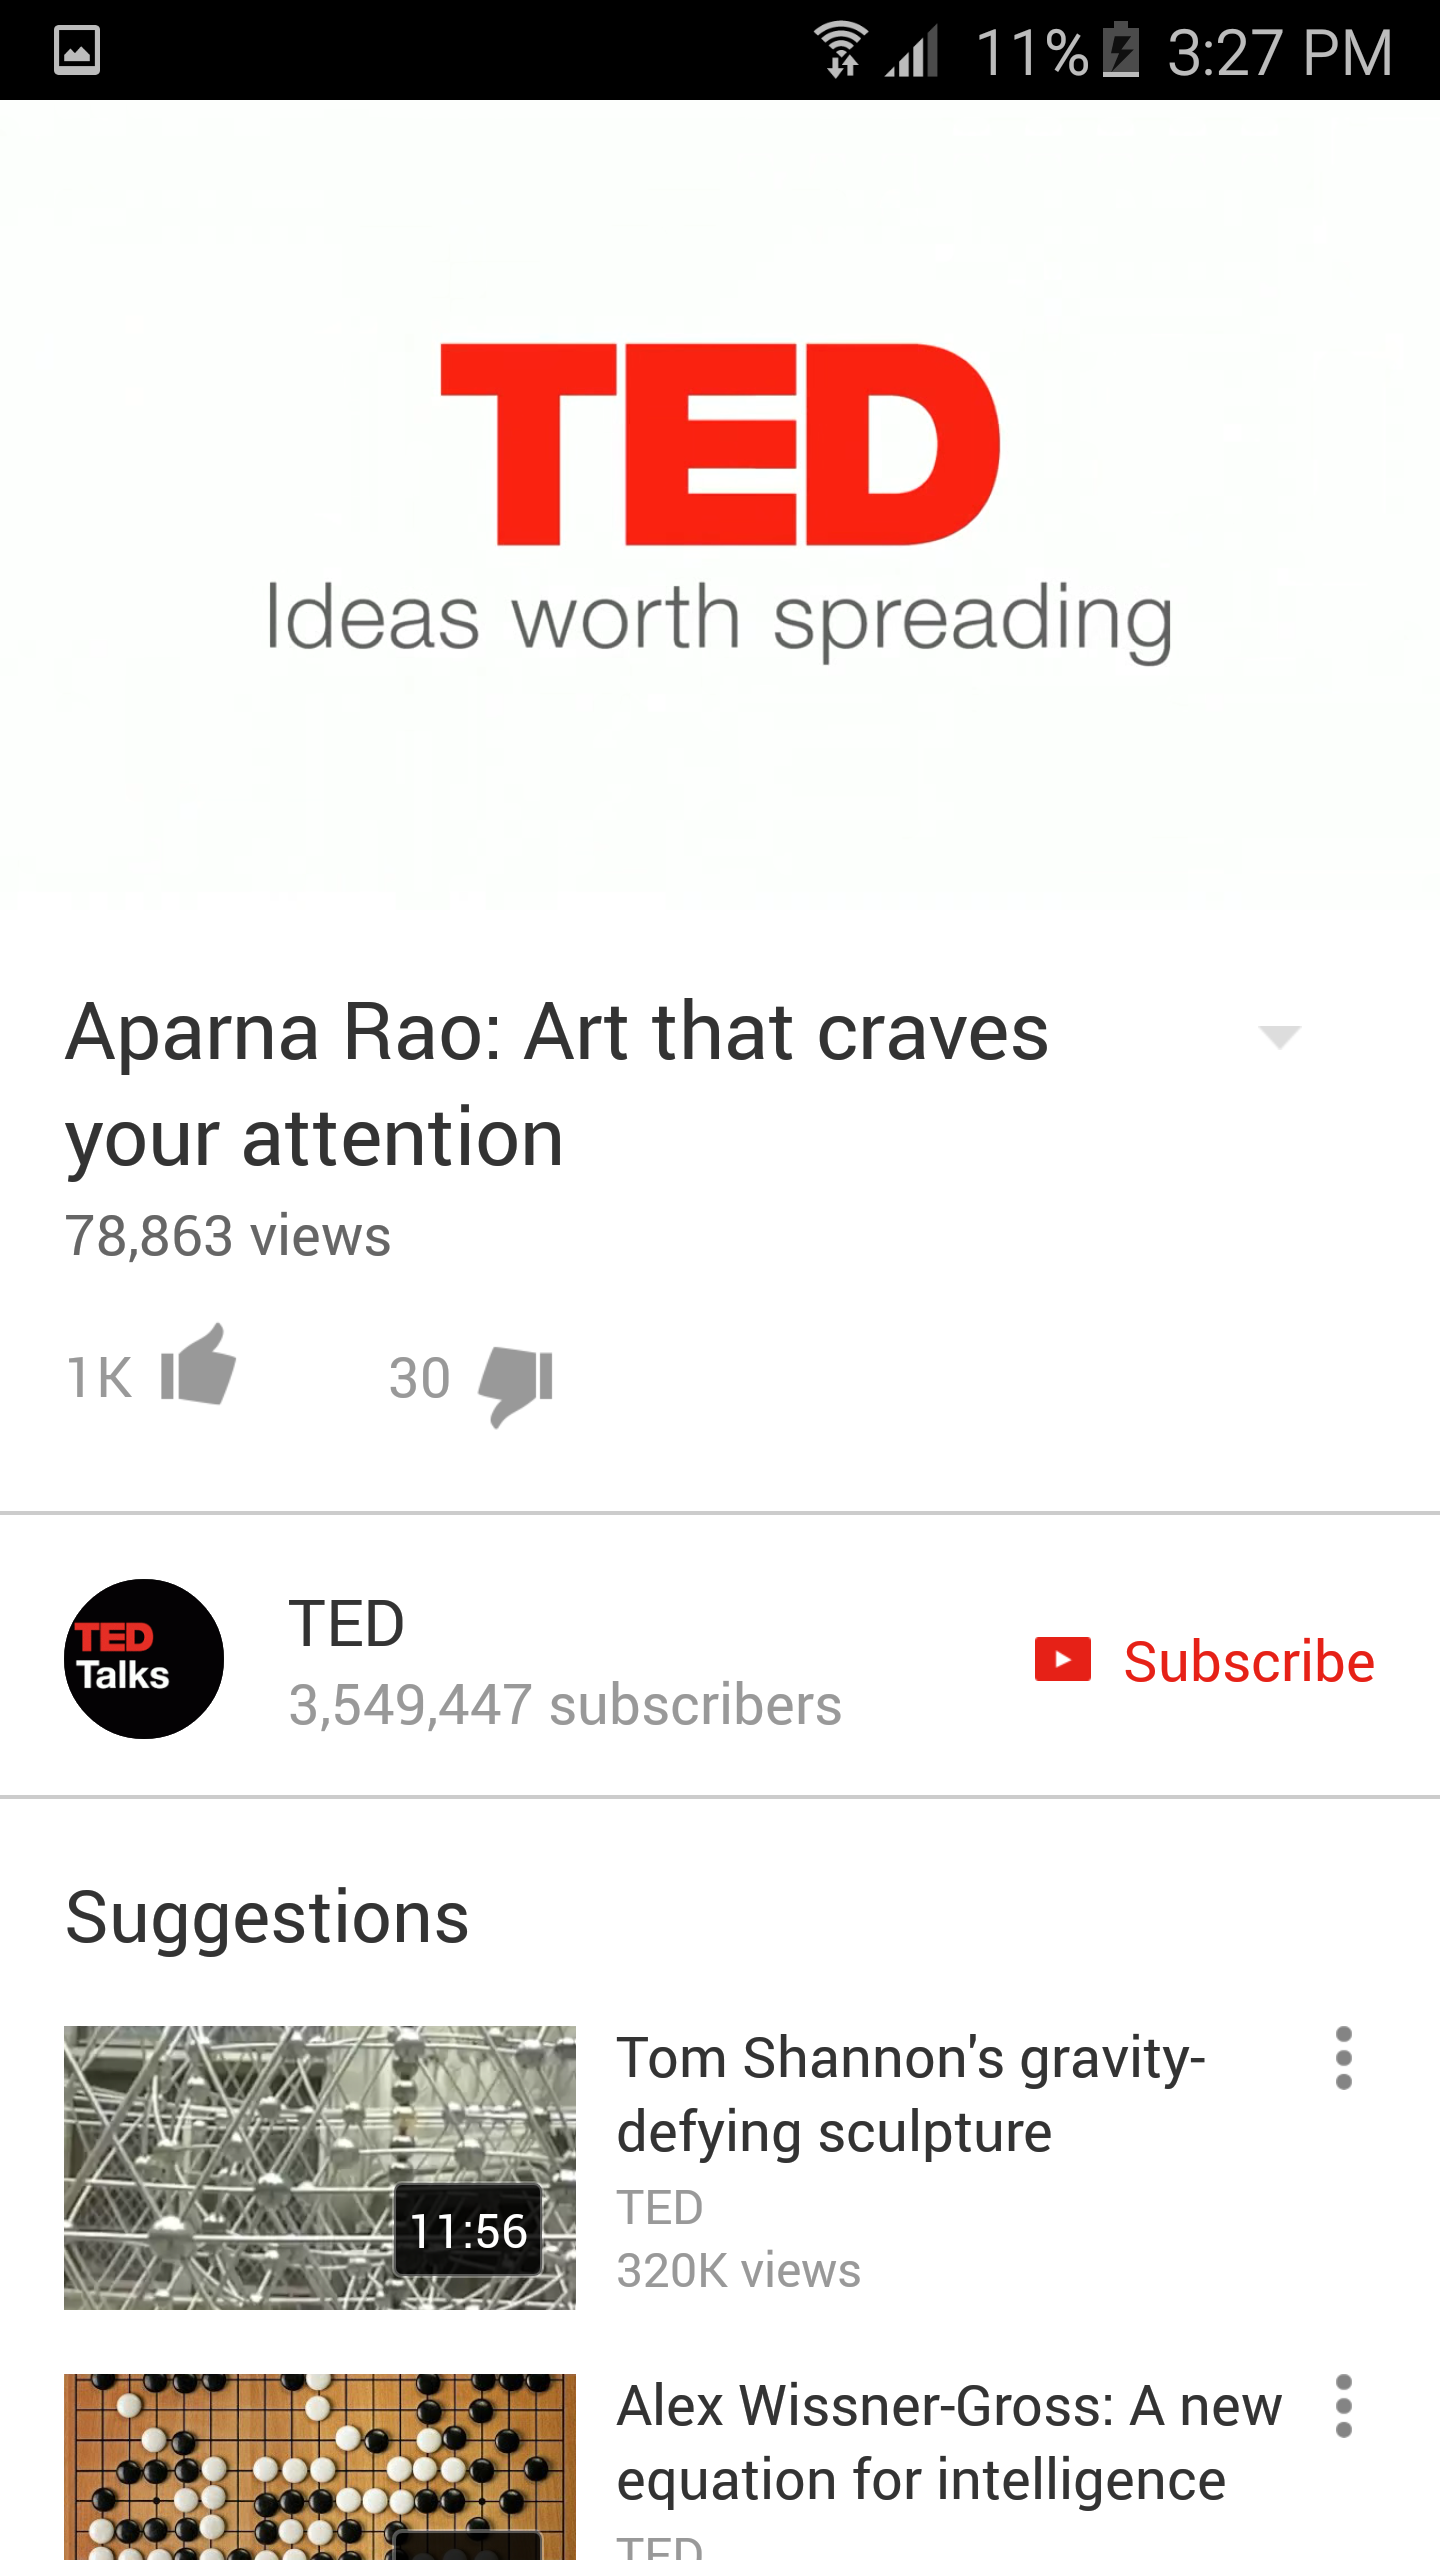 11% 3:27 PM
TED
Ideas worth spreading
Aparna Rao: Art that craves
your attention
78,863 views
1K 30
TED
Talks
TED
3,549,447 subscribers
Subscribe
Suggestions
11:56
Tom Shannon's gravity-
defying sculpture
TED
320K views
Alex Wissner-Gross: A new
equation for intelligence
TED